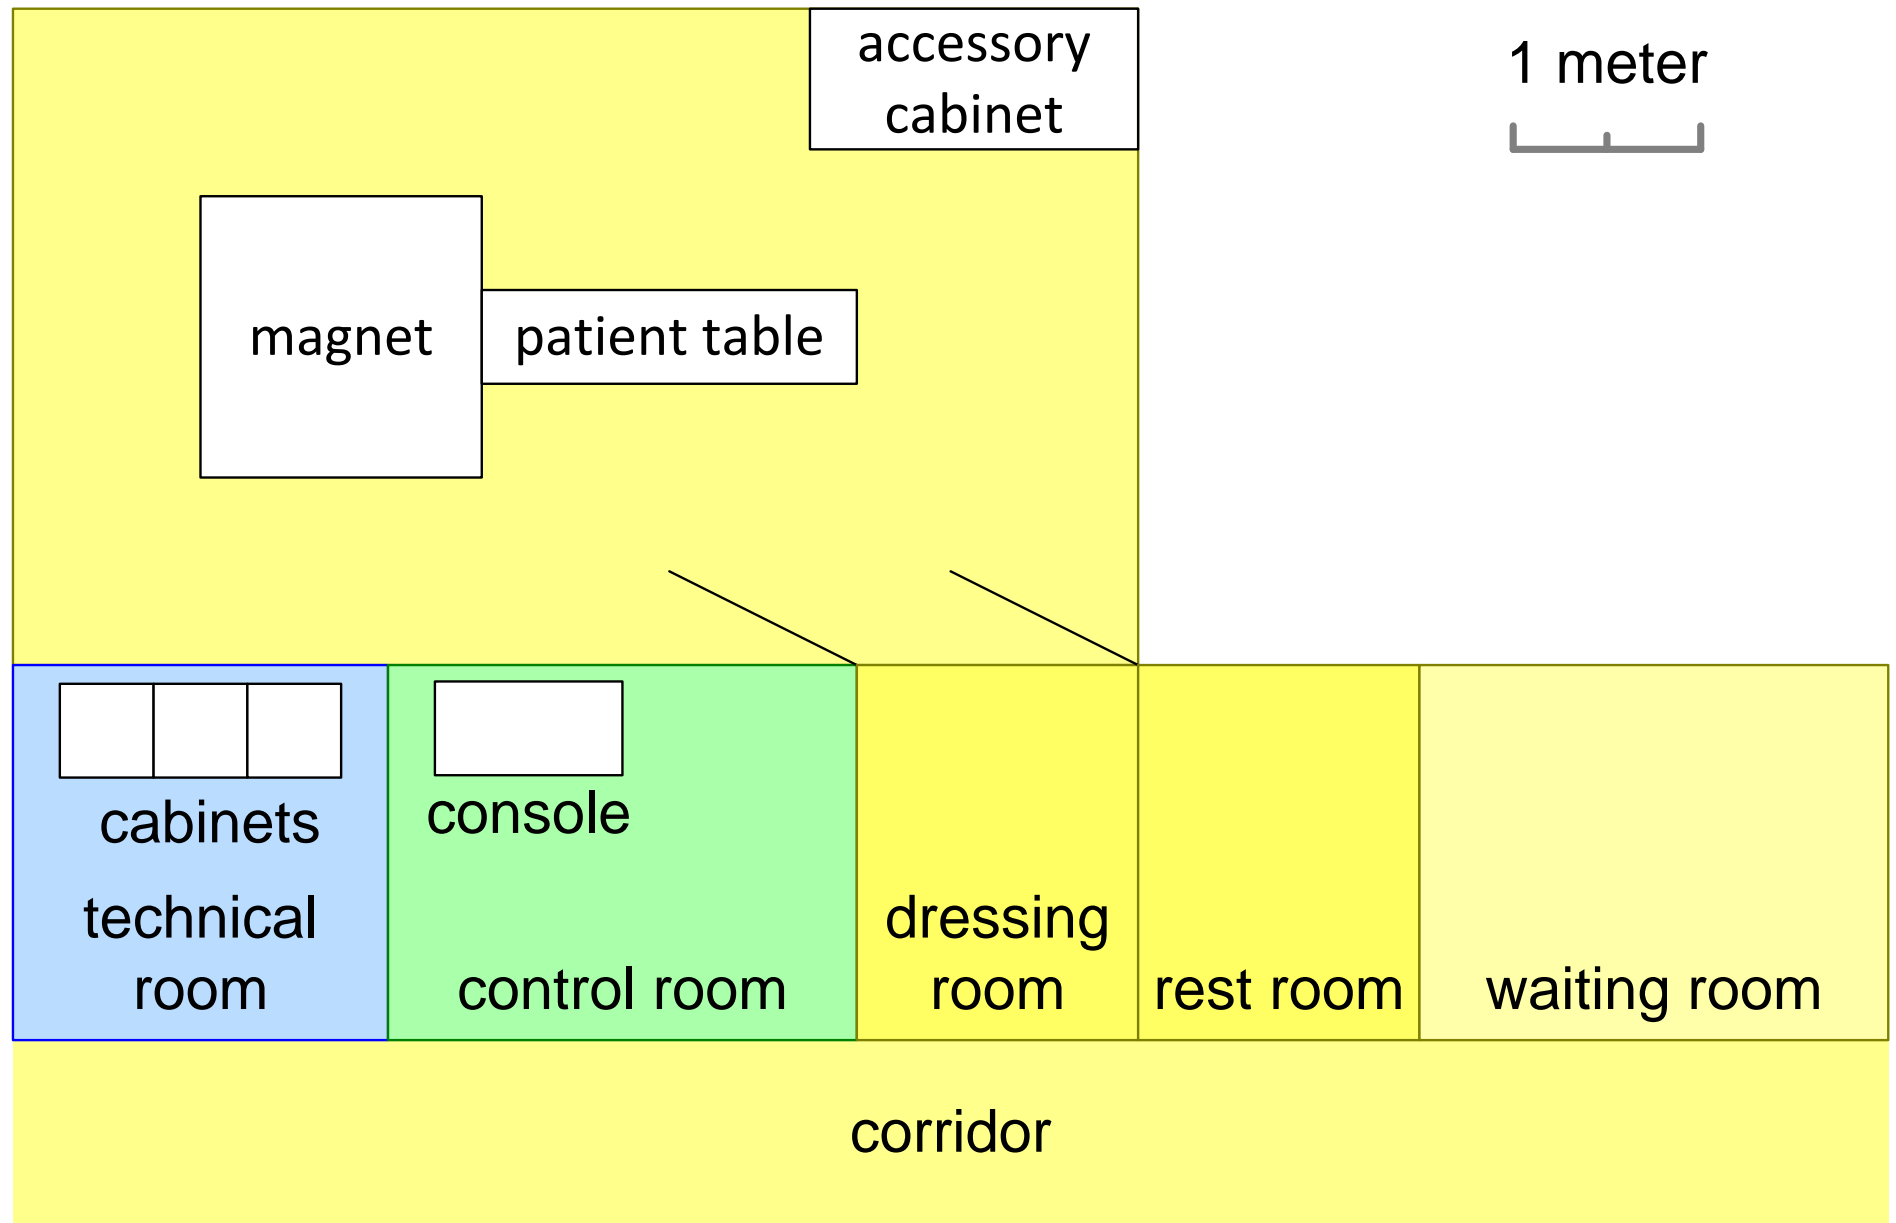 accessory
cabinet
1 meter
magnet
patient table
cabinets
console
technical
room
control room
dressing
room
rest room
waiting room
corridor